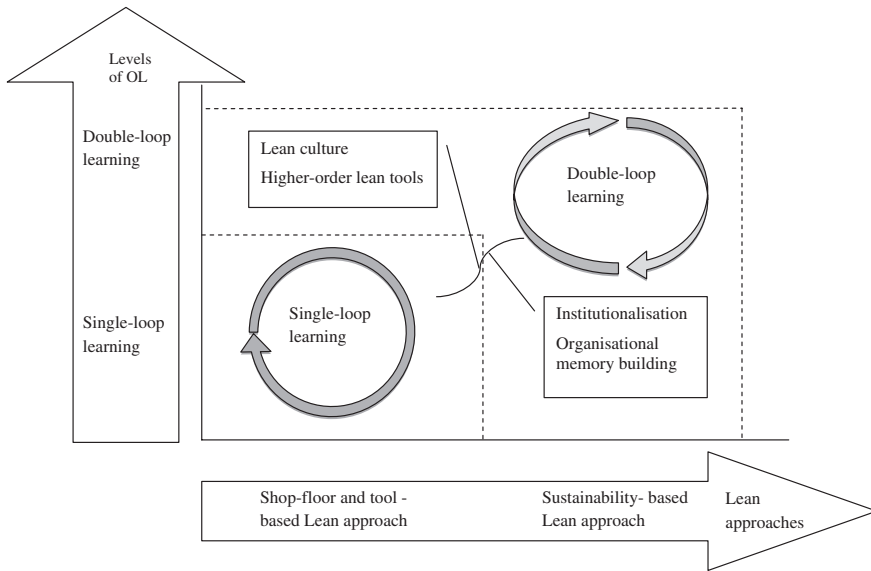 Levels
of OL
Double-loop
learning
Lean culture
Higher-order lean tools
Double-loop
learning
Single-loop
learning
Single-loop
learning
Institutionalisation
Organisational
memory building
Shop-floor and tool -
based Lean approach
Sustainability- based
Lean approach
Lean
approaches